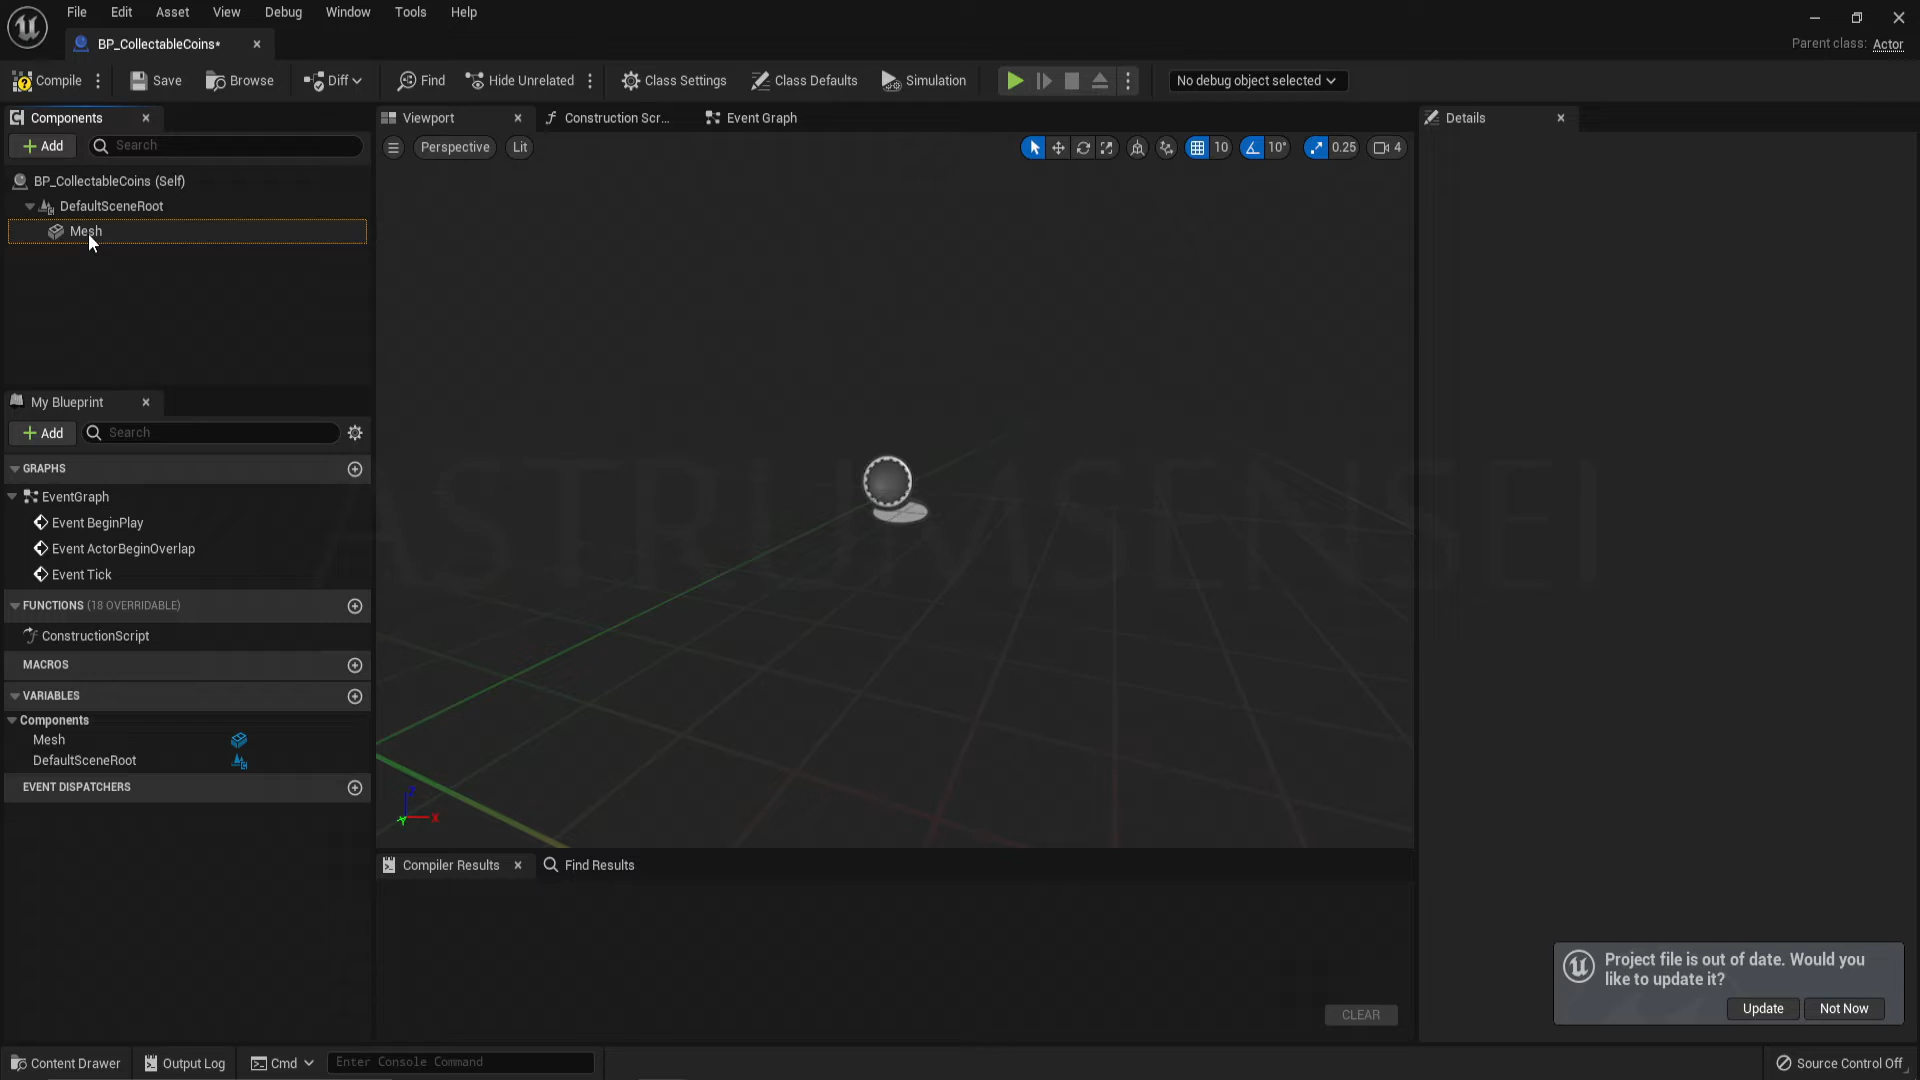 File Edit Asset View Debug Window Tools Help
BP_CollectableCoins*
Parent class: Actor
Compile Save Browse Diff Find Hide Unrelated Class Settings Class Defaults Simulation No debug object selected
Components
Viewport Construction Scr... Event Graph
Details
Add Search
Perspective Lit 10 10° 0.25 4
BP_CollectableCoins (Self)
DefaultSceneRoot
Mesh
My Blueprint
Add Search
GRAPHS
EventGraph
Event BeginPlay
Event ActorBeginOverlap
Event Tick
FUNCTIONS (18 OVERRIDABLE)
ConstructionScript
MACROS
VARIABLES
Components
Mesh
DefaultSceneRoot
EVENT DISPATCHERS
ASTRUMSENSEI
Z
Y X
Compiler Results Find Results
CLEAR
Project file is out of date. Would you
like to update it?
Update Not Now
Content Drawer Output Log Cmd Enter Console Command Source Control Off